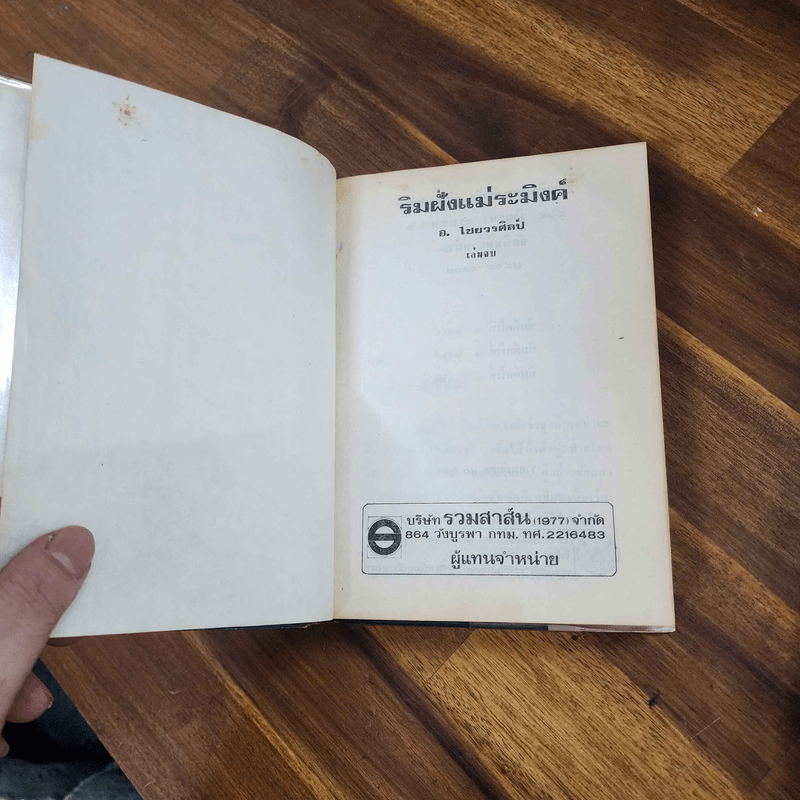 ริมฝั่งแม่ระมิงค์
อ. ไชยวรศิลป์
เล่มจบ
บริษัท รวมสาส์น (1977) จำกัด
864 วังบูรพา กทม. ทศ.2216483
ผู้แทนจำหน่าย